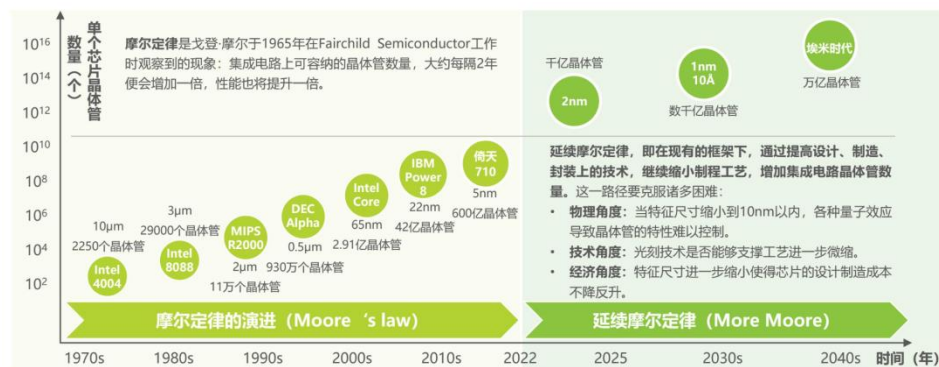 单个芯片晶体管
数量（个）
10¹⁶
10¹⁴
10¹²
10¹⁰
10⁸
10⁶
10⁴
10²
摩尔定律是戈登·摩尔于1965年在Fairchild Semiconductor工作
时观察到的现象：集成电路上可容纳的晶体管数量，大约每隔2年
便会增加一倍，性能也将提升一倍。
10μm
2250个晶体管
Intel
4004
3μm
29000个晶体管
Intel
8088
MIPS
R2000
2μm
11万个晶体管
DEC
Alpha
0.5μm
930万个晶体管
Intel
Core
65nm
2.91亿晶体管
IBM
Power
8
22nm
42亿晶体管
倚天
710
5nm
600亿晶体管
千亿晶体管
2nm
1nm
10Å
数千亿晶体管
埃米时代
万亿晶体管
延续摩尔定律，即在现有的框架下，通过提高设计、制造、
封装上的技术，继续缩小制程工艺，增加集成电路晶体管数
量。这一路径要克服诸多困难：
• 物理角度：当特征尺寸缩小到10nm以内，各种量子效应
导致晶体管的特性难以控制。
• 技术角度：光刻技术是否能够支撑工艺进一步微缩。
• 经济角度：特征尺寸进一步缩小使得芯片的设计制造成本
不降反升。
摩尔定律的演进（Moore‘s law）
延续摩尔定律（More Moore）
1970s 1980s 1990s 2000s 2010s 2022 2025 2030s 2040s 时间（年）